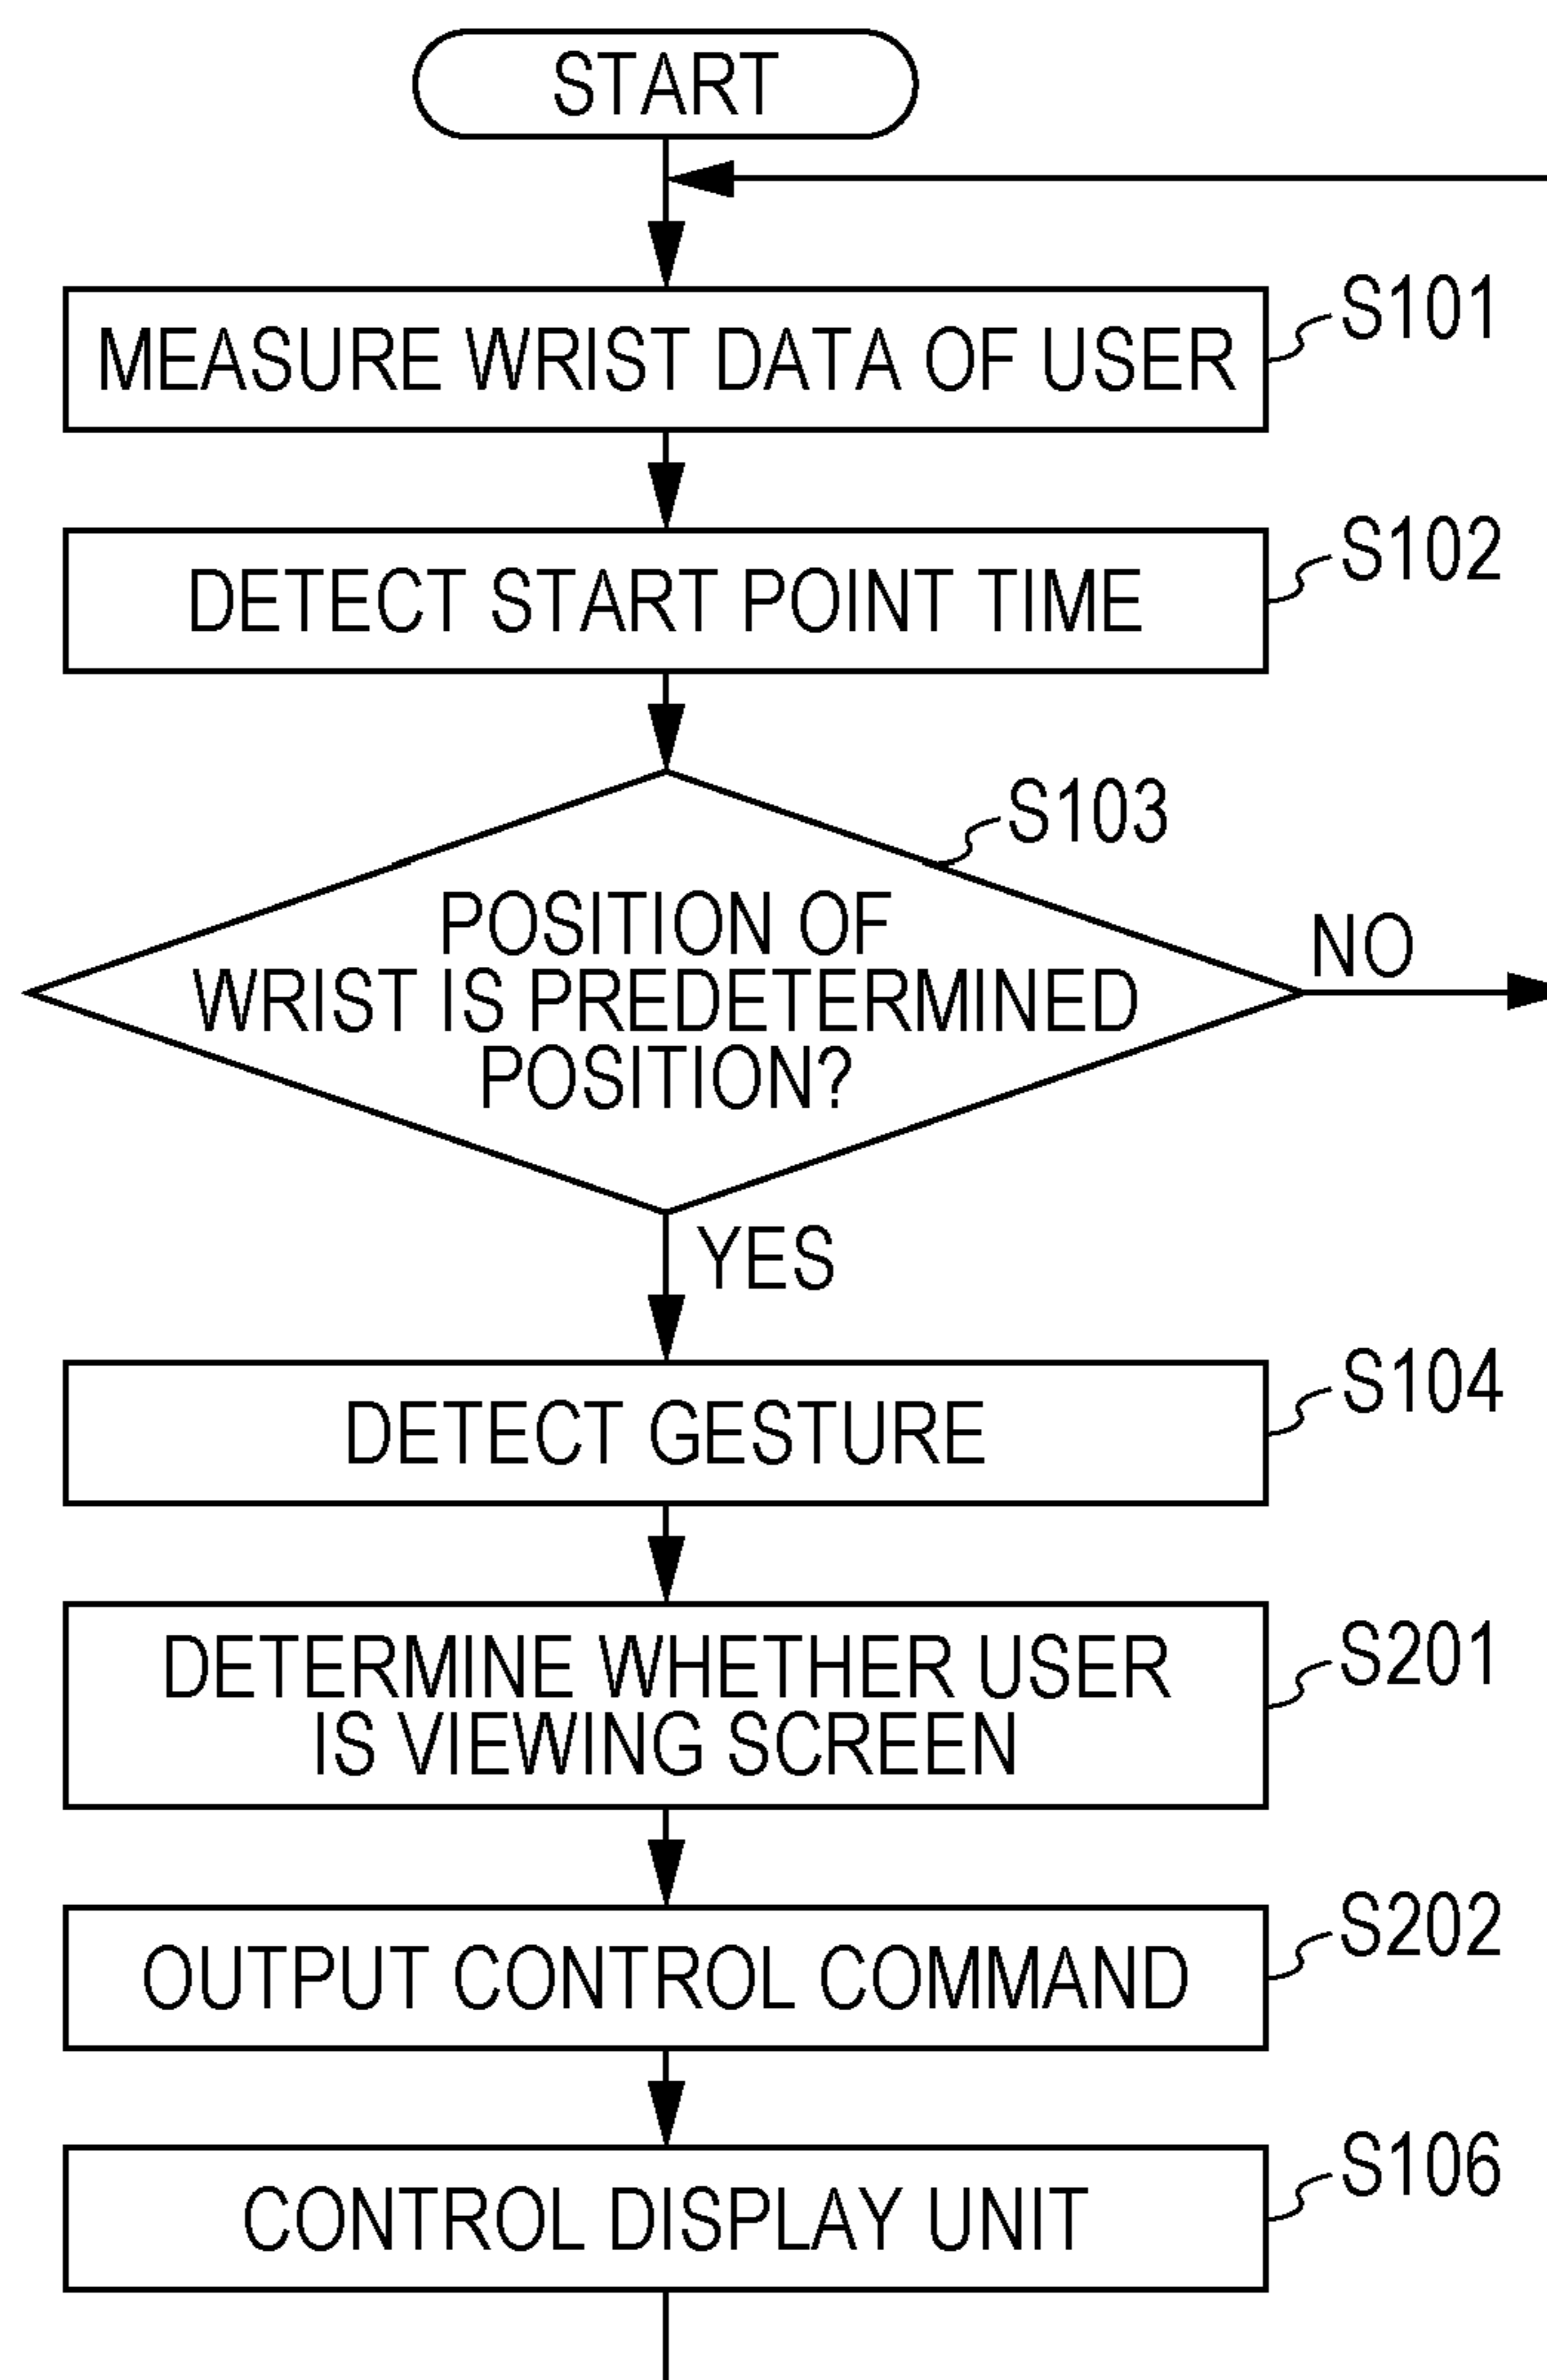 START
S101
MEASURE WRIST DATA OF USER
S102
DETECT START POINT TIME
S103
POSITION OF
WRIST IS PREDETERMINED
POSITION?
NO
YES
S104
DETECT GESTURE
S201
DETERMINE WHETHER USER
IS VIEWING SCREEN
S202
OUTPUT CONTROL COMMAND
S106
CONTROL DISPLAY UNIT